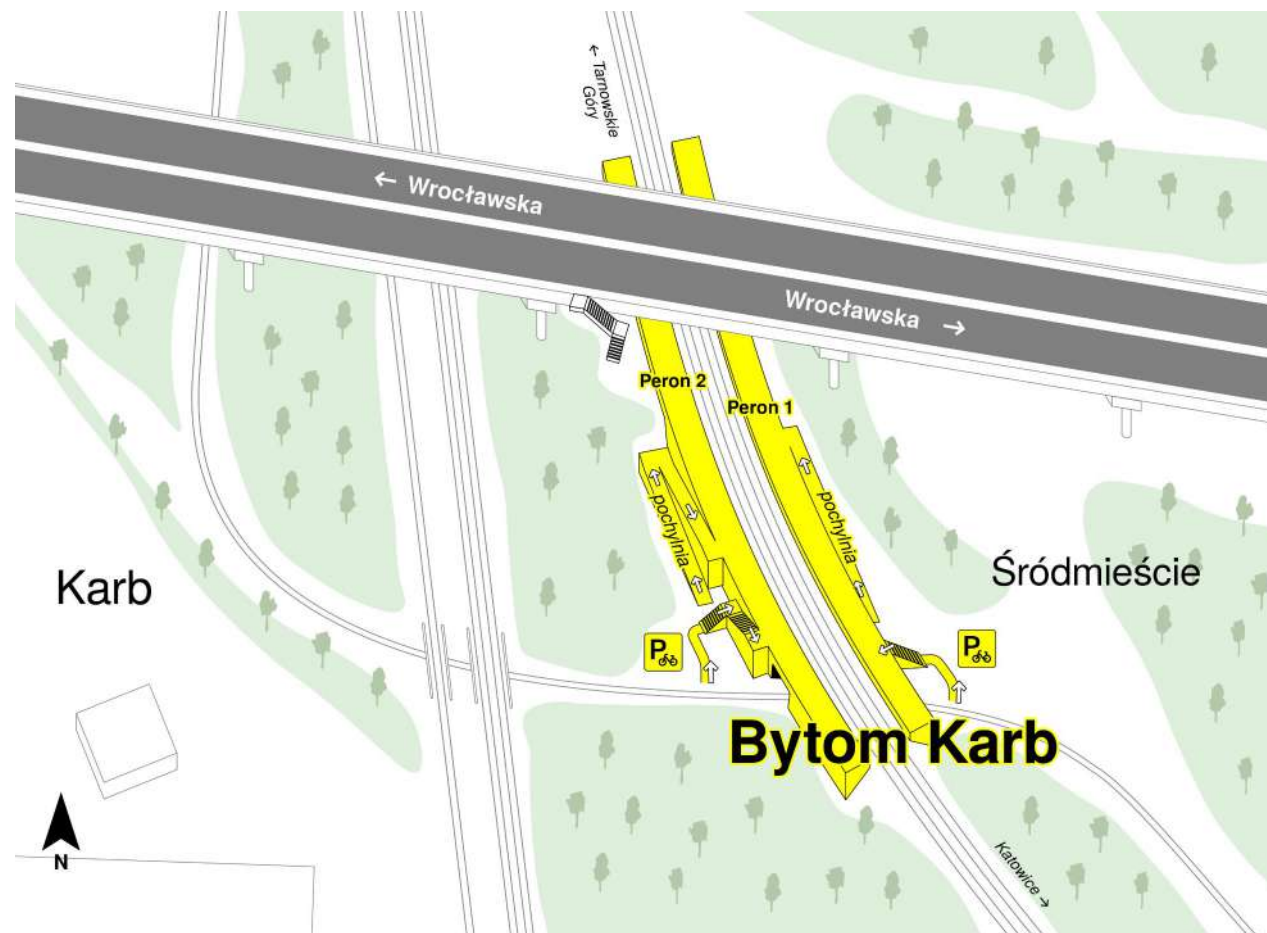 ← Tarnowskie
Góry
← Wrocławska
Wrocławska →
Peron 2
Peron 1
pochylnia
pochylnia
Karb
Śródmieście
P
P
Bytom Karb
N
Katowice →